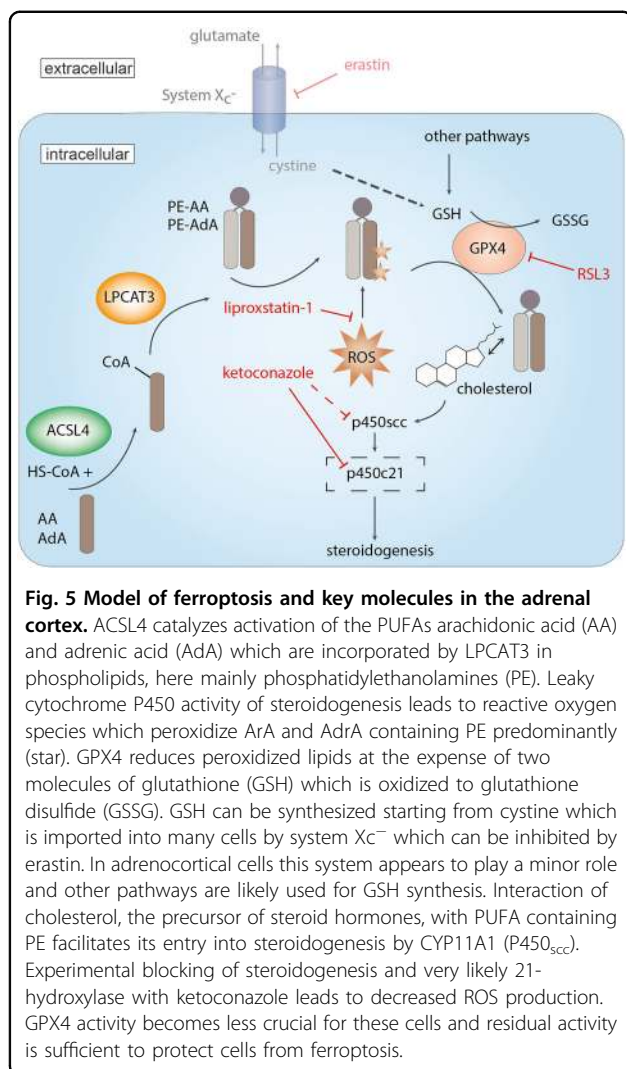 glutamate
extracellular
erastin
System Xc-
intracellular
other pathways
cystine
PE-AA
PE-AdA
GSH
GSSG
GPX4
LPCAT3
RSL3
liproxstatin-1
ROS
CoA
ketoconazole
cholesterol
p450scc
ACSL4
HS-CoA +
p450c21
AA
AdA
steroidogenesis
Fig. 5 Model of ferroptosis and key molecules in the adrenal
cortex. ACSL4 catalyzes activation of the PUFAs arachidonic acid (AA)
and adrenic acid (AdA) which are incorporated by LPCAT3 in
phospholipids, here mainly phosphatidylethanolamines (PE). Leaky
cytochrome P450 activity of steroidogenesis leads to reactive oxygen
species which peroxidize ArA and AdrA containing PE predominantly
(star). GPX4 reduces peroxidized lipids at the expense of two
molecules of glutathione (GSH) which is oxidized to glutathione
disulfide (GSSG). GSH can be synthesized starting from cystine which
is imported into many cells by system Xc− which can be inhibited by
erastin. In adrenocortical cells this system appears to play a minor role
and other pathways are likely used for GSH synthesis. Interaction of
cholesterol, the precursor of steroid hormones, with PUFA containing
PE facilitates its entry into steroidogenesis by CYP11A1 (P450scc).
Experimental blocking of steroidogenesis and very likely 21-
hydroxylase with ketoconazole leads to decreased ROS production.
GPX4 activity becomes less crucial for these cells and residual activity
is sufficient to protect cells from ferroptosis.